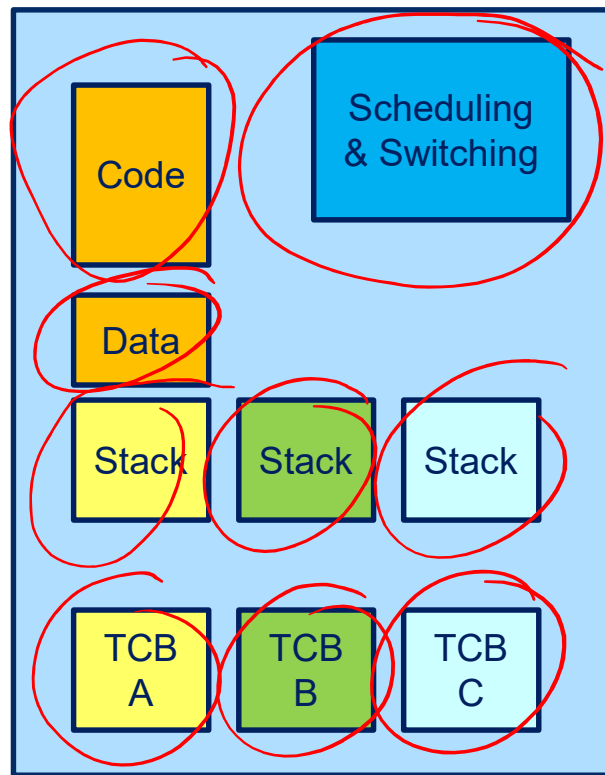 Scheduling
& Switching
Code
Data
Stack
Stack
Stack
TCB
A
TCB
B
TCB
C